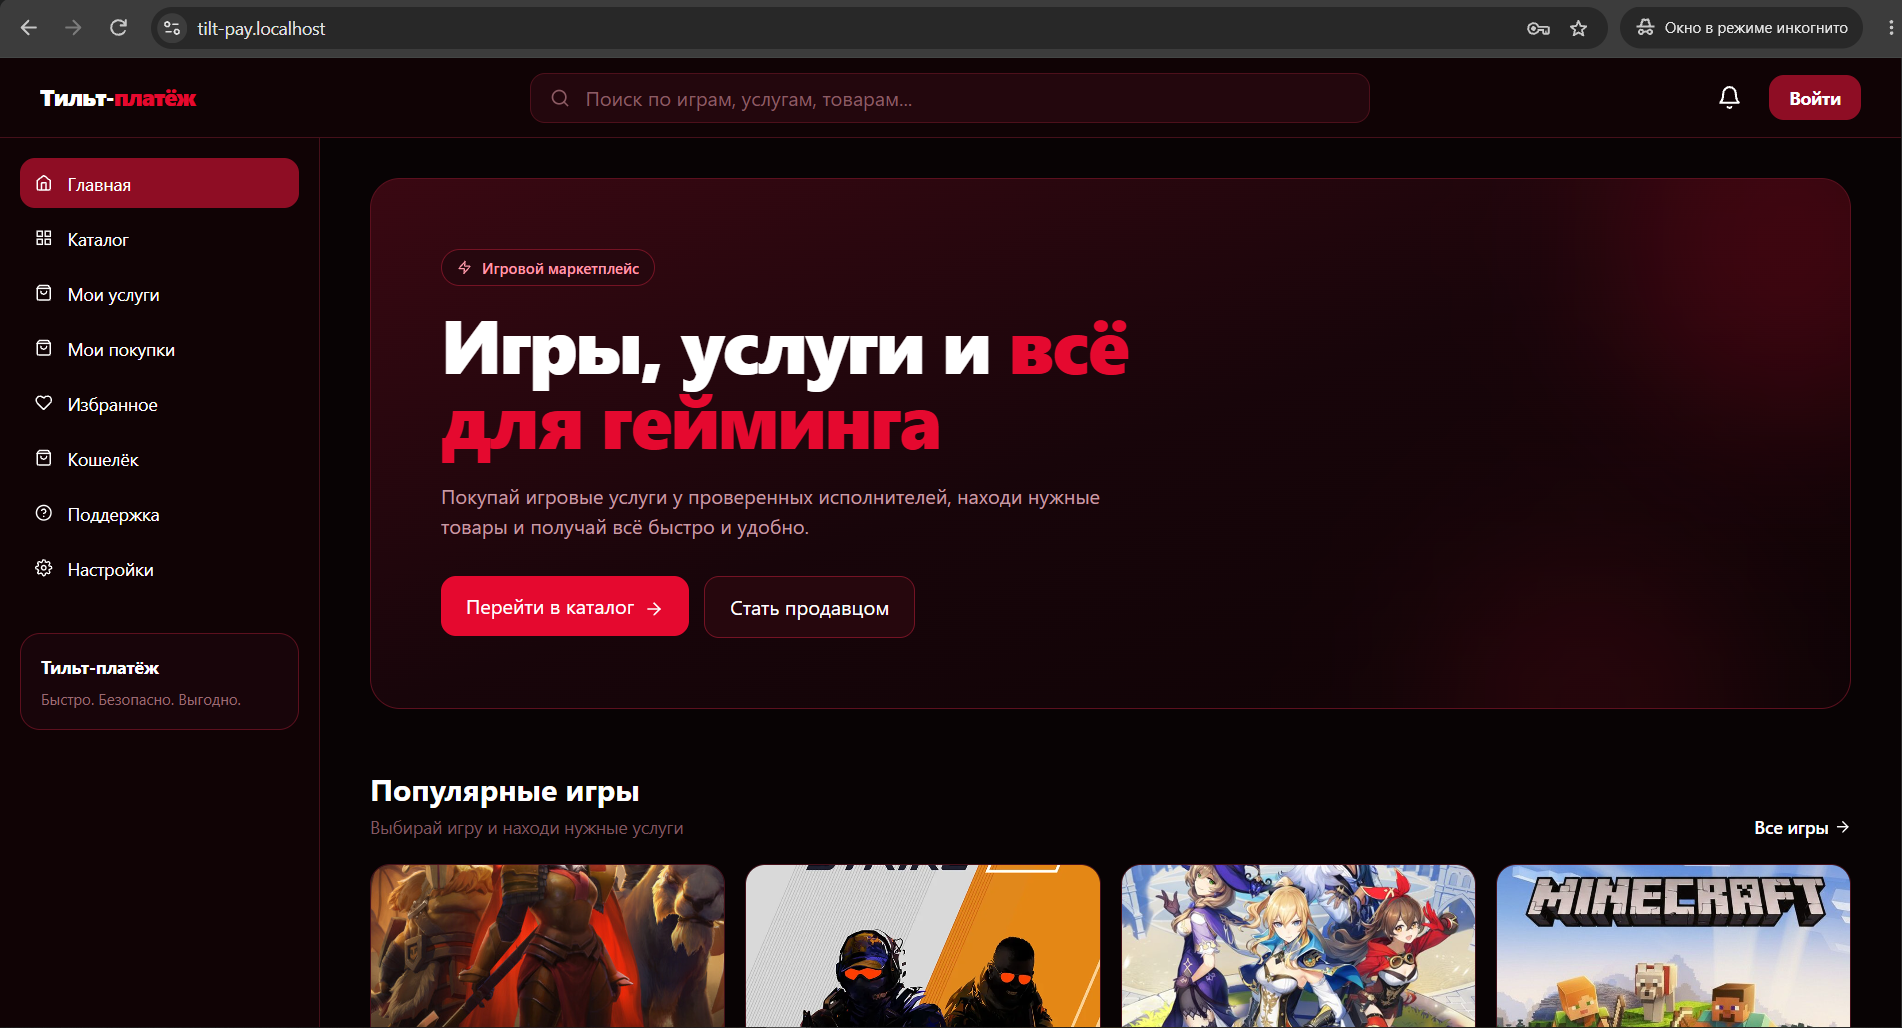 tilt-pay.localhost
Окно в режиме инкогнито
Тильт-платёж
Поиск по играм, услугам, товарам...
Войти
Главная
Каталог
Мои услуги
Мои покупки
Избранное
Кошелёк
Поддержка
Настройки
Тильт-платёж
Быстро. Безопасно. Выгодно.
Игровой маркетплейс
Игры, услуги и всё
для гейминга
Покупай игровые услуги у проверенных исполнителей, находи нужные
товары и получай всё быстро и удобно.
Перейти в каталог →
Стать продавцом
Популярные игры
Выбирай игру и находи нужные услуги
Все игры →
MINECRAFT